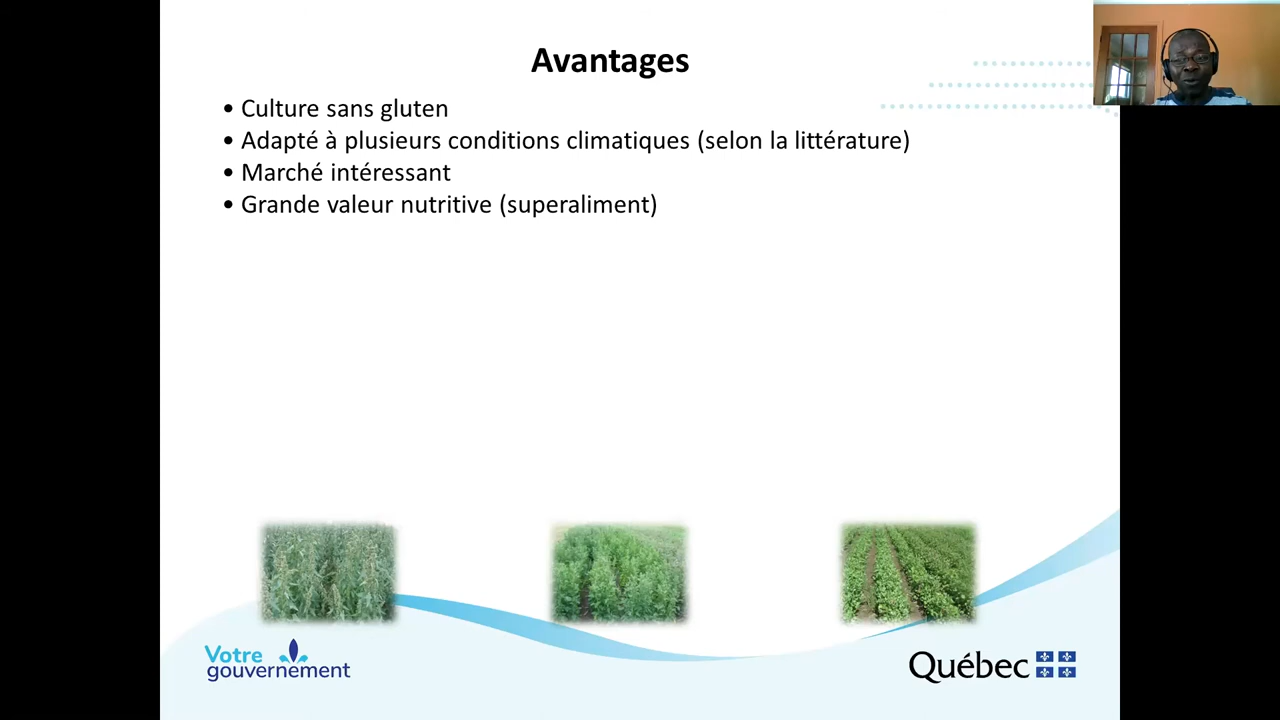 Avantages
• Culture sans gluten
• Adapté à plusieurs conditions climatiques (selon la littérature)
• Marché intéressant
• Grande valeur nutritive (superaliment)
Votre
gouvernement
Québec